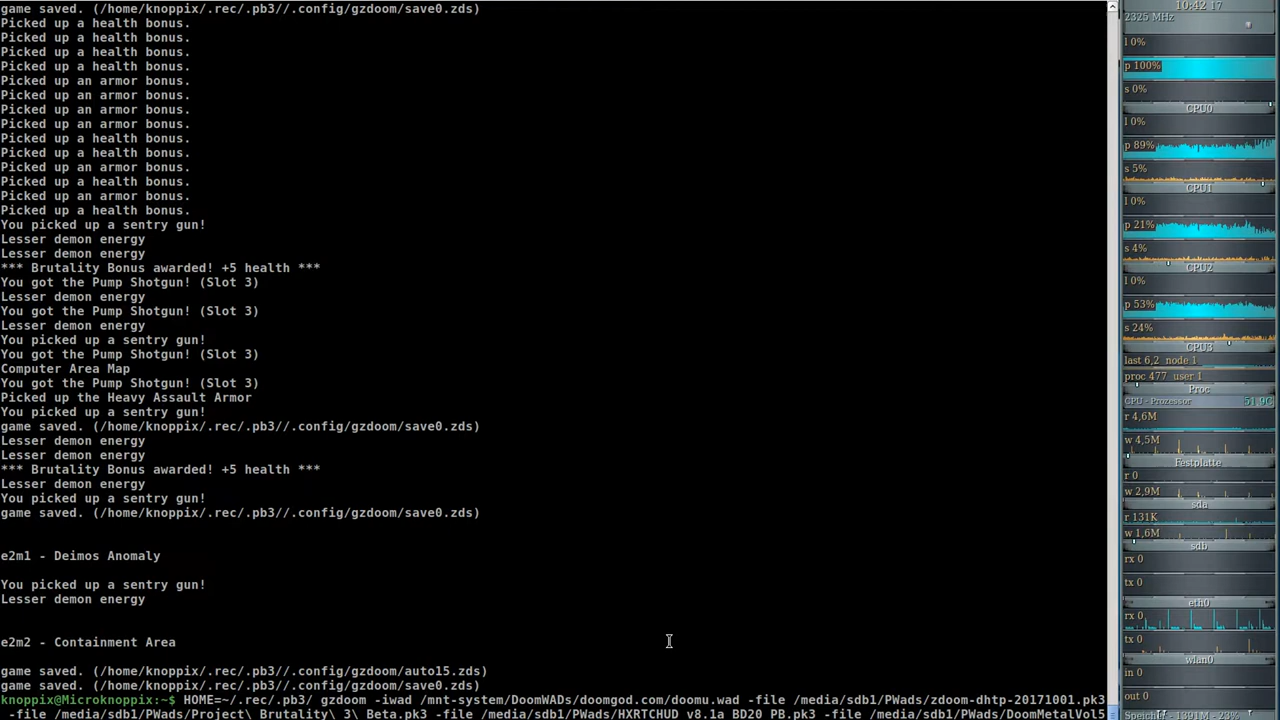 game saved. (/home/knoppix/.rec/.pb3//.config/gzdoom/save0.zds)
Picked up a health bonus.
Picked up a health bonus.
Picked up a health bonus.
Picked up a health bonus.
Picked up an armor bonus.
Picked up an armor bonus.
Picked up an armor bonus.
Picked up an armor bonus.
Picked up a health bonus.
Picked up a health bonus.
Picked up an armor bonus.
Picked up a health bonus.
Picked up an armor bonus.
Picked up a health bonus.
You picked up a sentry gun!
Lesser demon energy
Lesser demon energy
*** Brutality Bonus awarded! +5 health ***
You got the Pump Shotgun! (Slot 3)
Lesser demon energy
You got the Pump Shotgun! (Slot 3)
Lesser demon energy
You picked up a sentry gun!
You got the Pump Shotgun! (Slot 3)
Computer Area Map
You got the Pump Shotgun! (Slot 3)
Picked up the Heavy Assault Armor
You picked up a sentry gun!
game saved. (/home/knoppix/.rec/.pb3//.config/gzdoom/save0.zds)
Lesser demon energy
Lesser demon energy
*** Brutality Bonus awarded! +5 health ***
Lesser demon energy
You picked up a sentry gun!
game saved. (/home/knoppix/.rec/.pb3//.config/gzdoom/save0.zds)
e2m1 - Deimos Anomaly
You picked up a sentry gun!
Lesser demon energy
e2m2 - Containment Area
game saved. (/home/knoppix/.rec/.pb3//.config/gzdoom/auto15.zds)
game saved. (/home/knoppix/.rec/.pb3//.config/gzdoom/save0.zds)
knoppix@Microknoppix:~$ HOME=~/.rec/.pb3/ gzdoom -iwad /mnt-system/DoomWADs/doomgod.com/doomu.wad -file /media/sdb1/PWads/zdoom-dhtp-20171001.pk3
-file /media/sdb1/PWads/Project\ Brutality\ 3\ Beta.pk3 -file /media/sdb1/PWads/HXRTCHUD_v8.1a_BD20_PB.pk3 -file /media/sdb1/PWads/DoomMetalVol5
10:42 17
2325 MHz
l 0%
p 100%
s 0%
CPU0
l 0%
p 89%
s 5%
CPU1
l 0%
p 21%
s 4%
CPU2
l 0%
p 53%
s 24%
CPU3
last 6,2 node 1
proc 477 user 1
Proc
CPU - Prozessor 51.9C
r 4,6M
w 4,5M
Festplatte
r 0
w 2,9M
sda
r 131K
w 1,6M
sdb
rx 0
tx 0
eth0
rx 0
tx 0
wlan0
in 0
out 0
Speich - 1391M - 23%